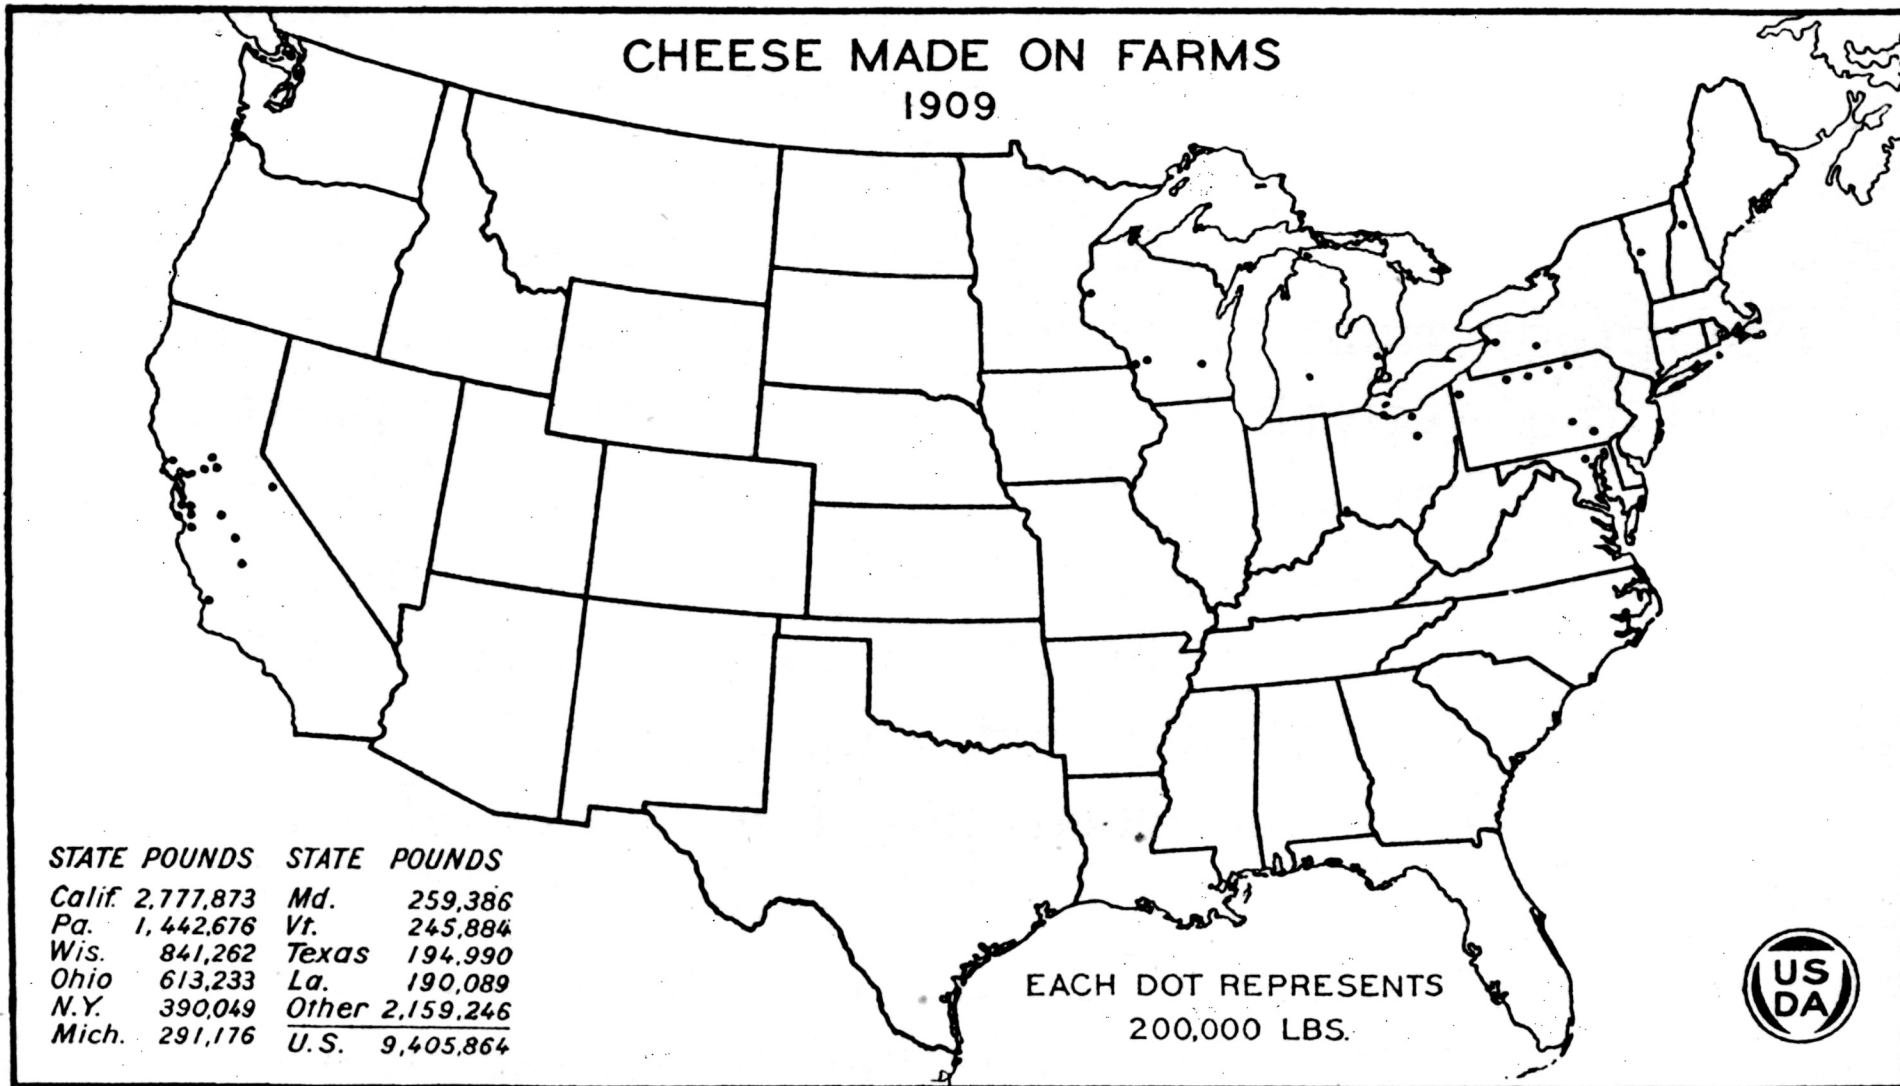 CHEESE MADE ON FARMS
1909
STATE POUNDS STATE POUNDS
Calif. 2,777,873 Md. 259,386
Pa. 1,442,676 Vt. 245,884
Wis. 841,262 Texas 194,990
Ohio 613,233 La. 190,089
N.Y. 390,049 Other 2,159,246
Mich. 291,176 U.S. 9,405,864
EACH DOT REPRESENTS
200,000 LBS.
US
DA